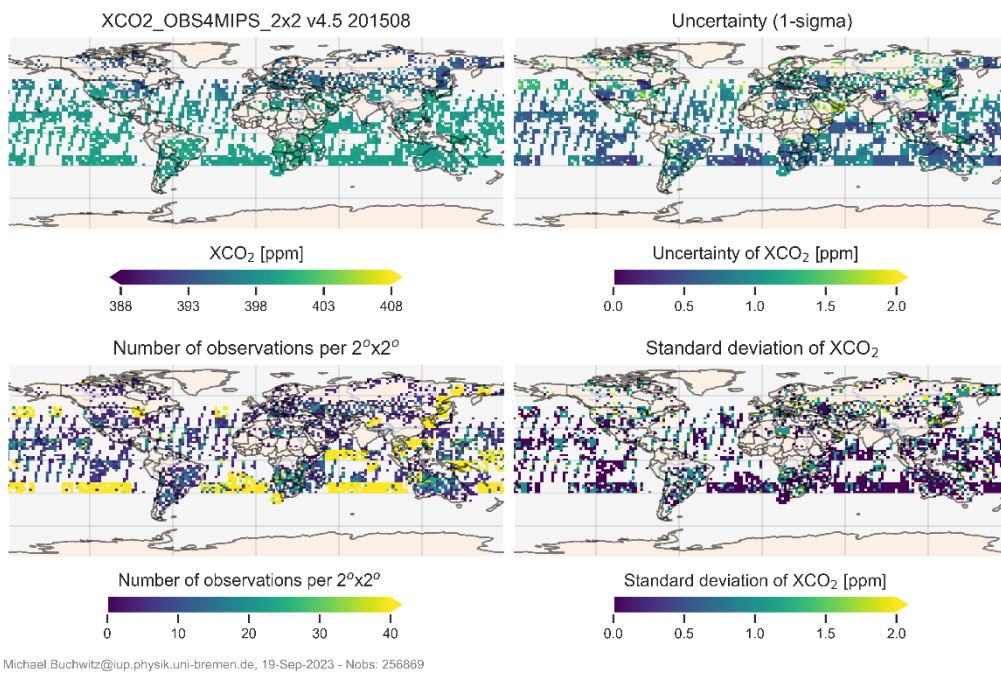 XCO₂_OBS4MIPS_2x2 v4.5 201508
Uncertainty (1-sigma)
XCO₂ [ppm]
388 393 398 403 408
Uncertainty of XCO₂ [ppm]
0.0 0.5 1.0 1.5 2.0
Number of observations per 2°x2°
Standard deviation of XCO₂
Number of observations per 2°x2°
0 10 20 30 40
Standard deviation of XCO₂ [ppm]
0.0 0.5 1.0 1.5 2.0
Michael.Buchwitz@iup.physik.uni-bremen.de, 19-Sep-2023 - Nobs: 256869